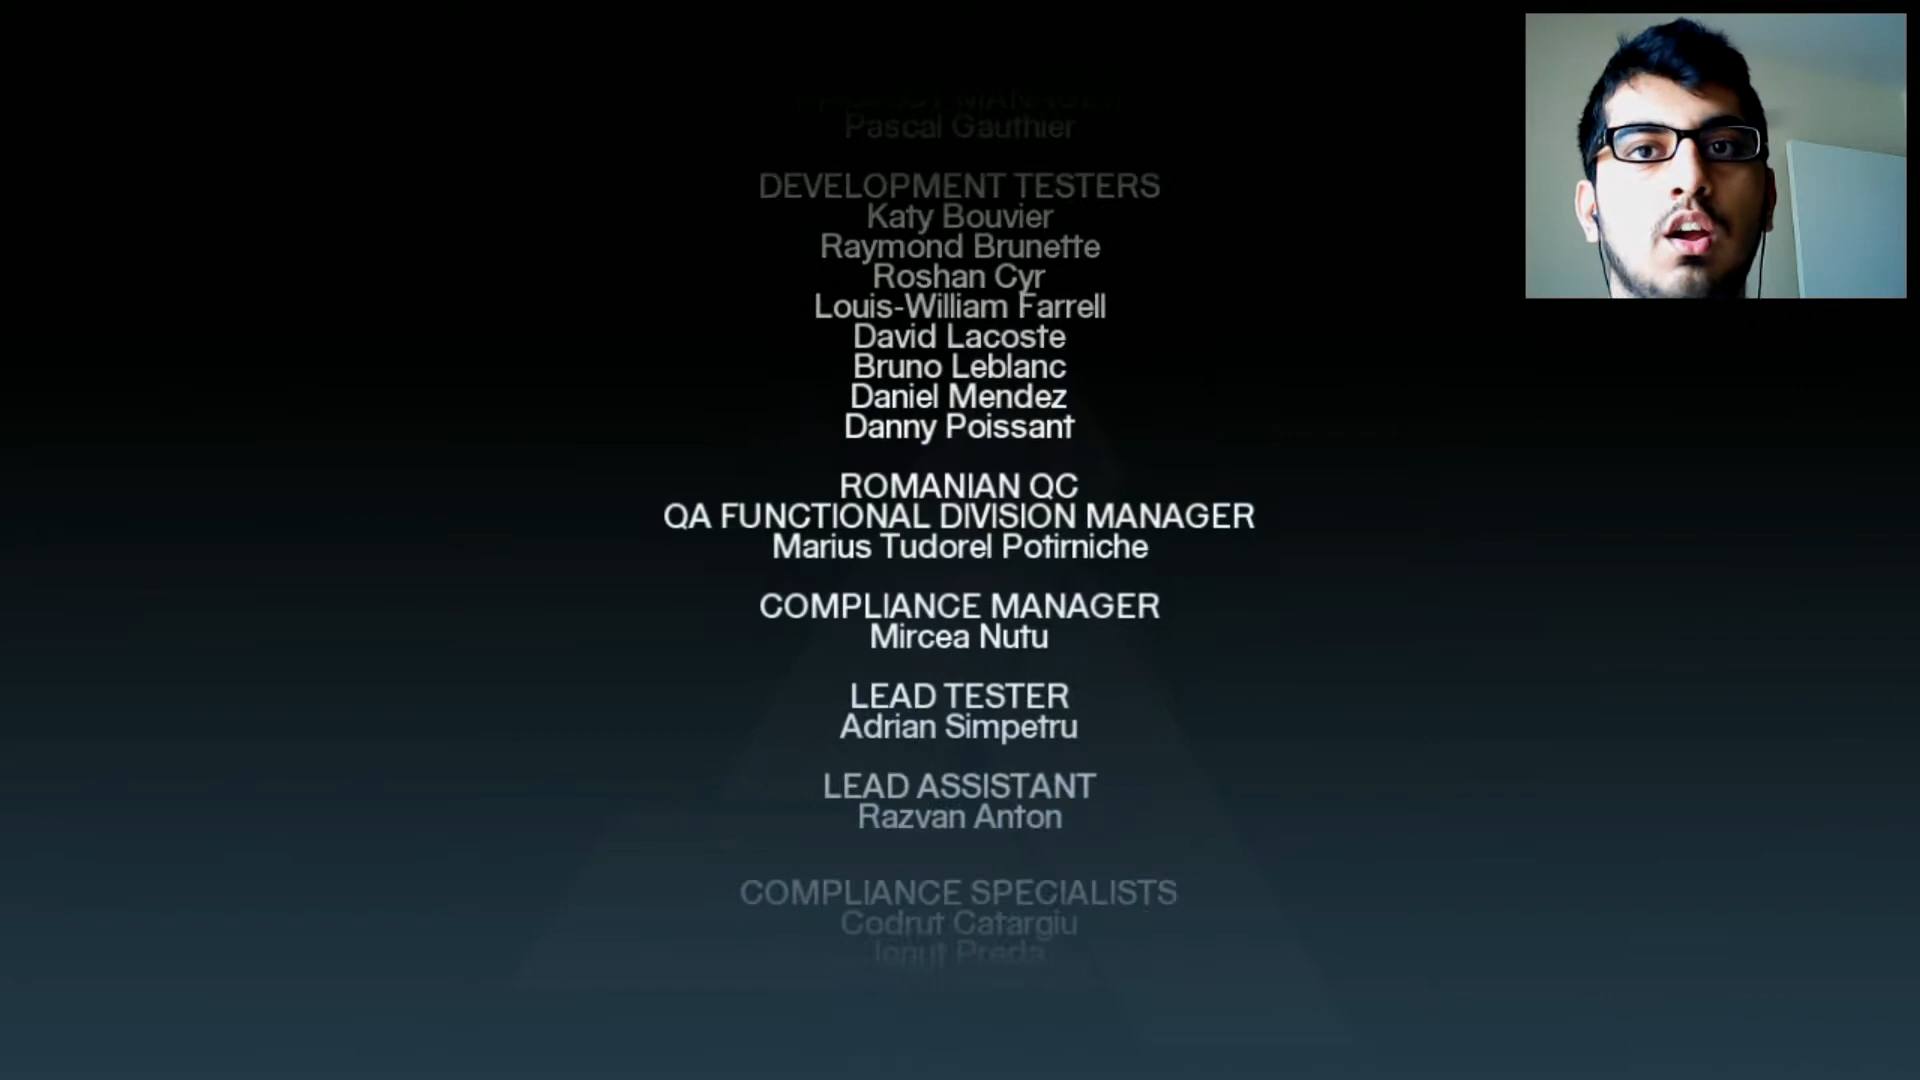 Pascal Gauthier
DEVELOPMENT TESTERS
Katy Bouvier
Raymond Brunette
Roshan Cyr
Louis-William Farrell
David Lacoste
Bruno Leblanc
Daniel Mendez
Danny Poissant
ROMANIAN QC
QA FUNCTIONAL DIVISION MANAGER
Marius Tudorel Potirniche
COMPLIANCE MANAGER
Mircea Nutu
LEAD TESTER
Adrian Simpetru
LEAD ASSISTANT
Razvan Anton
COMPLIANCE SPECIALISTS
Codrut Catargiu
Ionut Preda